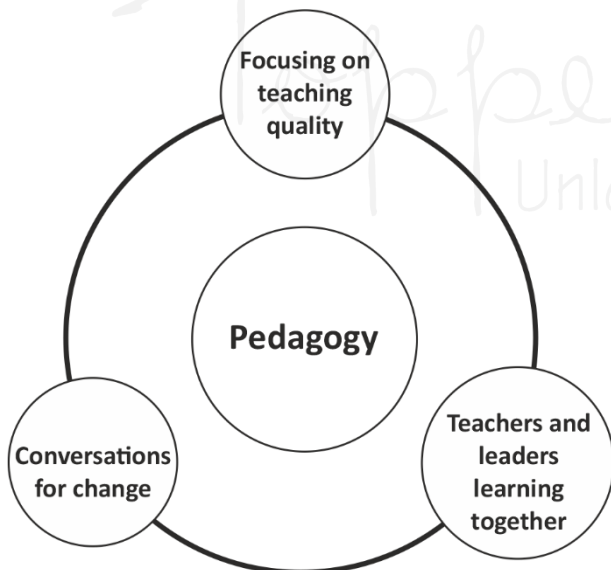 Focusing on
teaching
quality
Pedagogy
Conversations
for change
Teachers and
leaders
learning
together